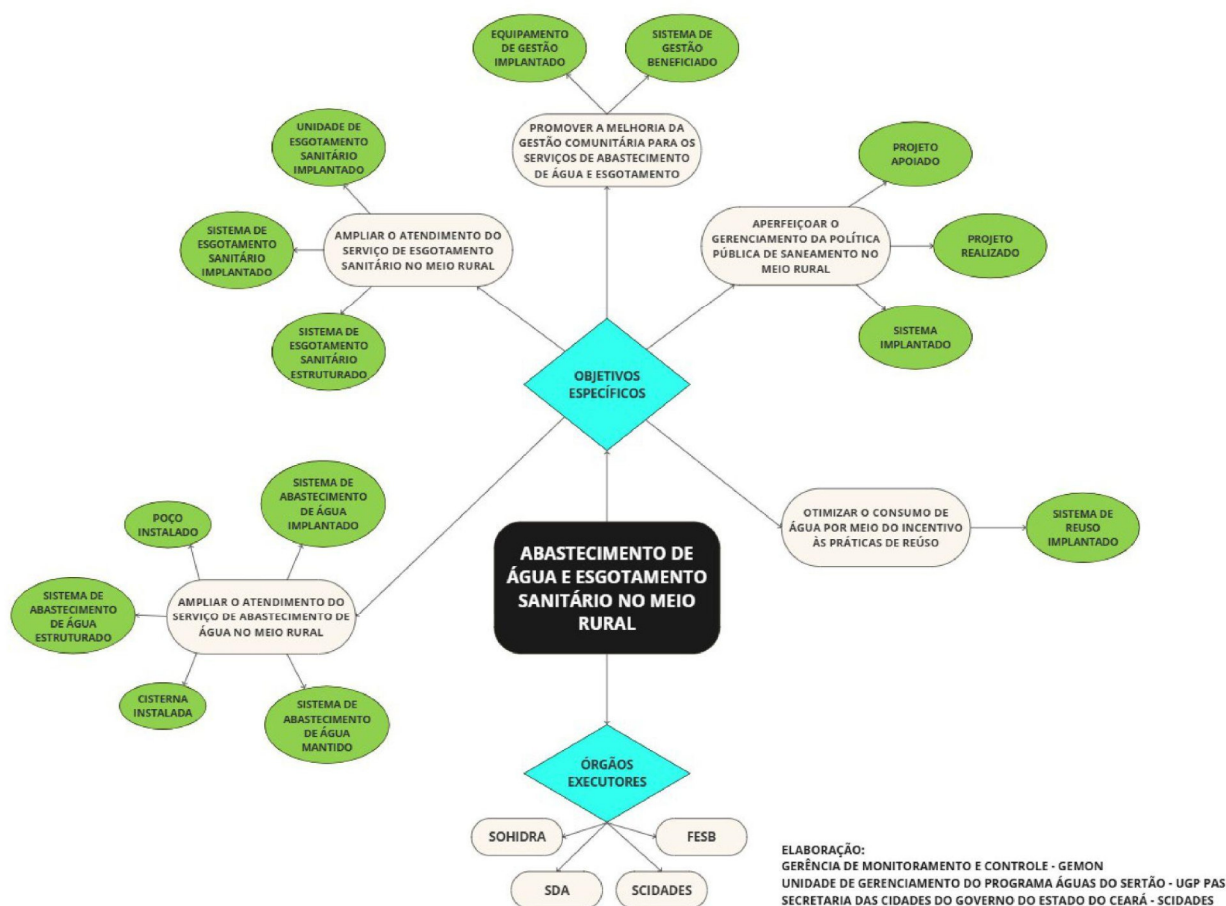 EQUIPAMENTO
DE GESTÃO
IMPLANTADO
SISTEMA DE
GESTÃO
BENEFICIADO
PROMOVER A MELHORIA DA
GESTÃO COMUNITÁRIA PARA OS
SERVIÇOS DE ABASTECIMENTO
DE ÁGUA E ESGOTAMENTO
UNIDADE DE
ESGOTAMENTO
SANITÁRIO
IMPLANTADO
SISTEMA DE
ESGOTAMENTO
SANITÁRIO
IMPLANTADO
AMPLIAR O ATENDIMENTO DO
SERVIÇO DE ESGOTAMENTO
SANITÁRIO NO MEIO RURAL
SISTEMA DE
ESGOTAMENTO
SANITÁRIO
ESTRUTURADO
PROJETO
APOIADO
APERFEIÇOAR O
GERENCIAMENTO DA POLÍTICA
PÚBLICA DE SANEAMENTO NO
MEIO RURAL
PROJETO
REALIZADO
SISTEMA
IMPLANTADO
OBJETIVOS
ESPECÍFICOS
SISTEMA DE
ABASTECIMENTO
DE ÁGUA
IMPLANTADO
POÇO
INSTALADO
SISTEMA DE
ABASTECIMENTO
DE ÁGUA
ESTRUTURADO
AMPLIAR O ATENDIMENTO DO
SERVIÇO DE ABASTECIMENTO DE
ÁGUA NO MEIO RURAL
CISTERNA
INSTALADA
SISTEMA DE
ABASTECIMENTO
DE ÁGUA
MANTIDO
OTIMIZAR O CONSUMO DE
ÁGUA POR MEIO DO INCENTIVO
ÀS PRÁTICAS DE REÚSO
SISTEMA DE
REUSO
IMPLANTADO
ABASTECIMENTO DE
ÁGUA E ESGOTAMENTO
SANITÁRIO NO MEIO
RURAL
ÓRGÃOS
EXECUTORES
SOHIDRA
FESB
SDA
SCIDADES
ELABORAÇÃO:
GERÊNCIA DE MONITORAMENTO E CONTROLE - GEMON
UNIDADE DE GERENCIAMENTO DO PROGRAMA ÁGUAS DO SERTÃO - UGP PAS
SECRETARIA DAS CIDADES DO GOVERNO DO ESTADO DO CEARÁ - SCIDADES